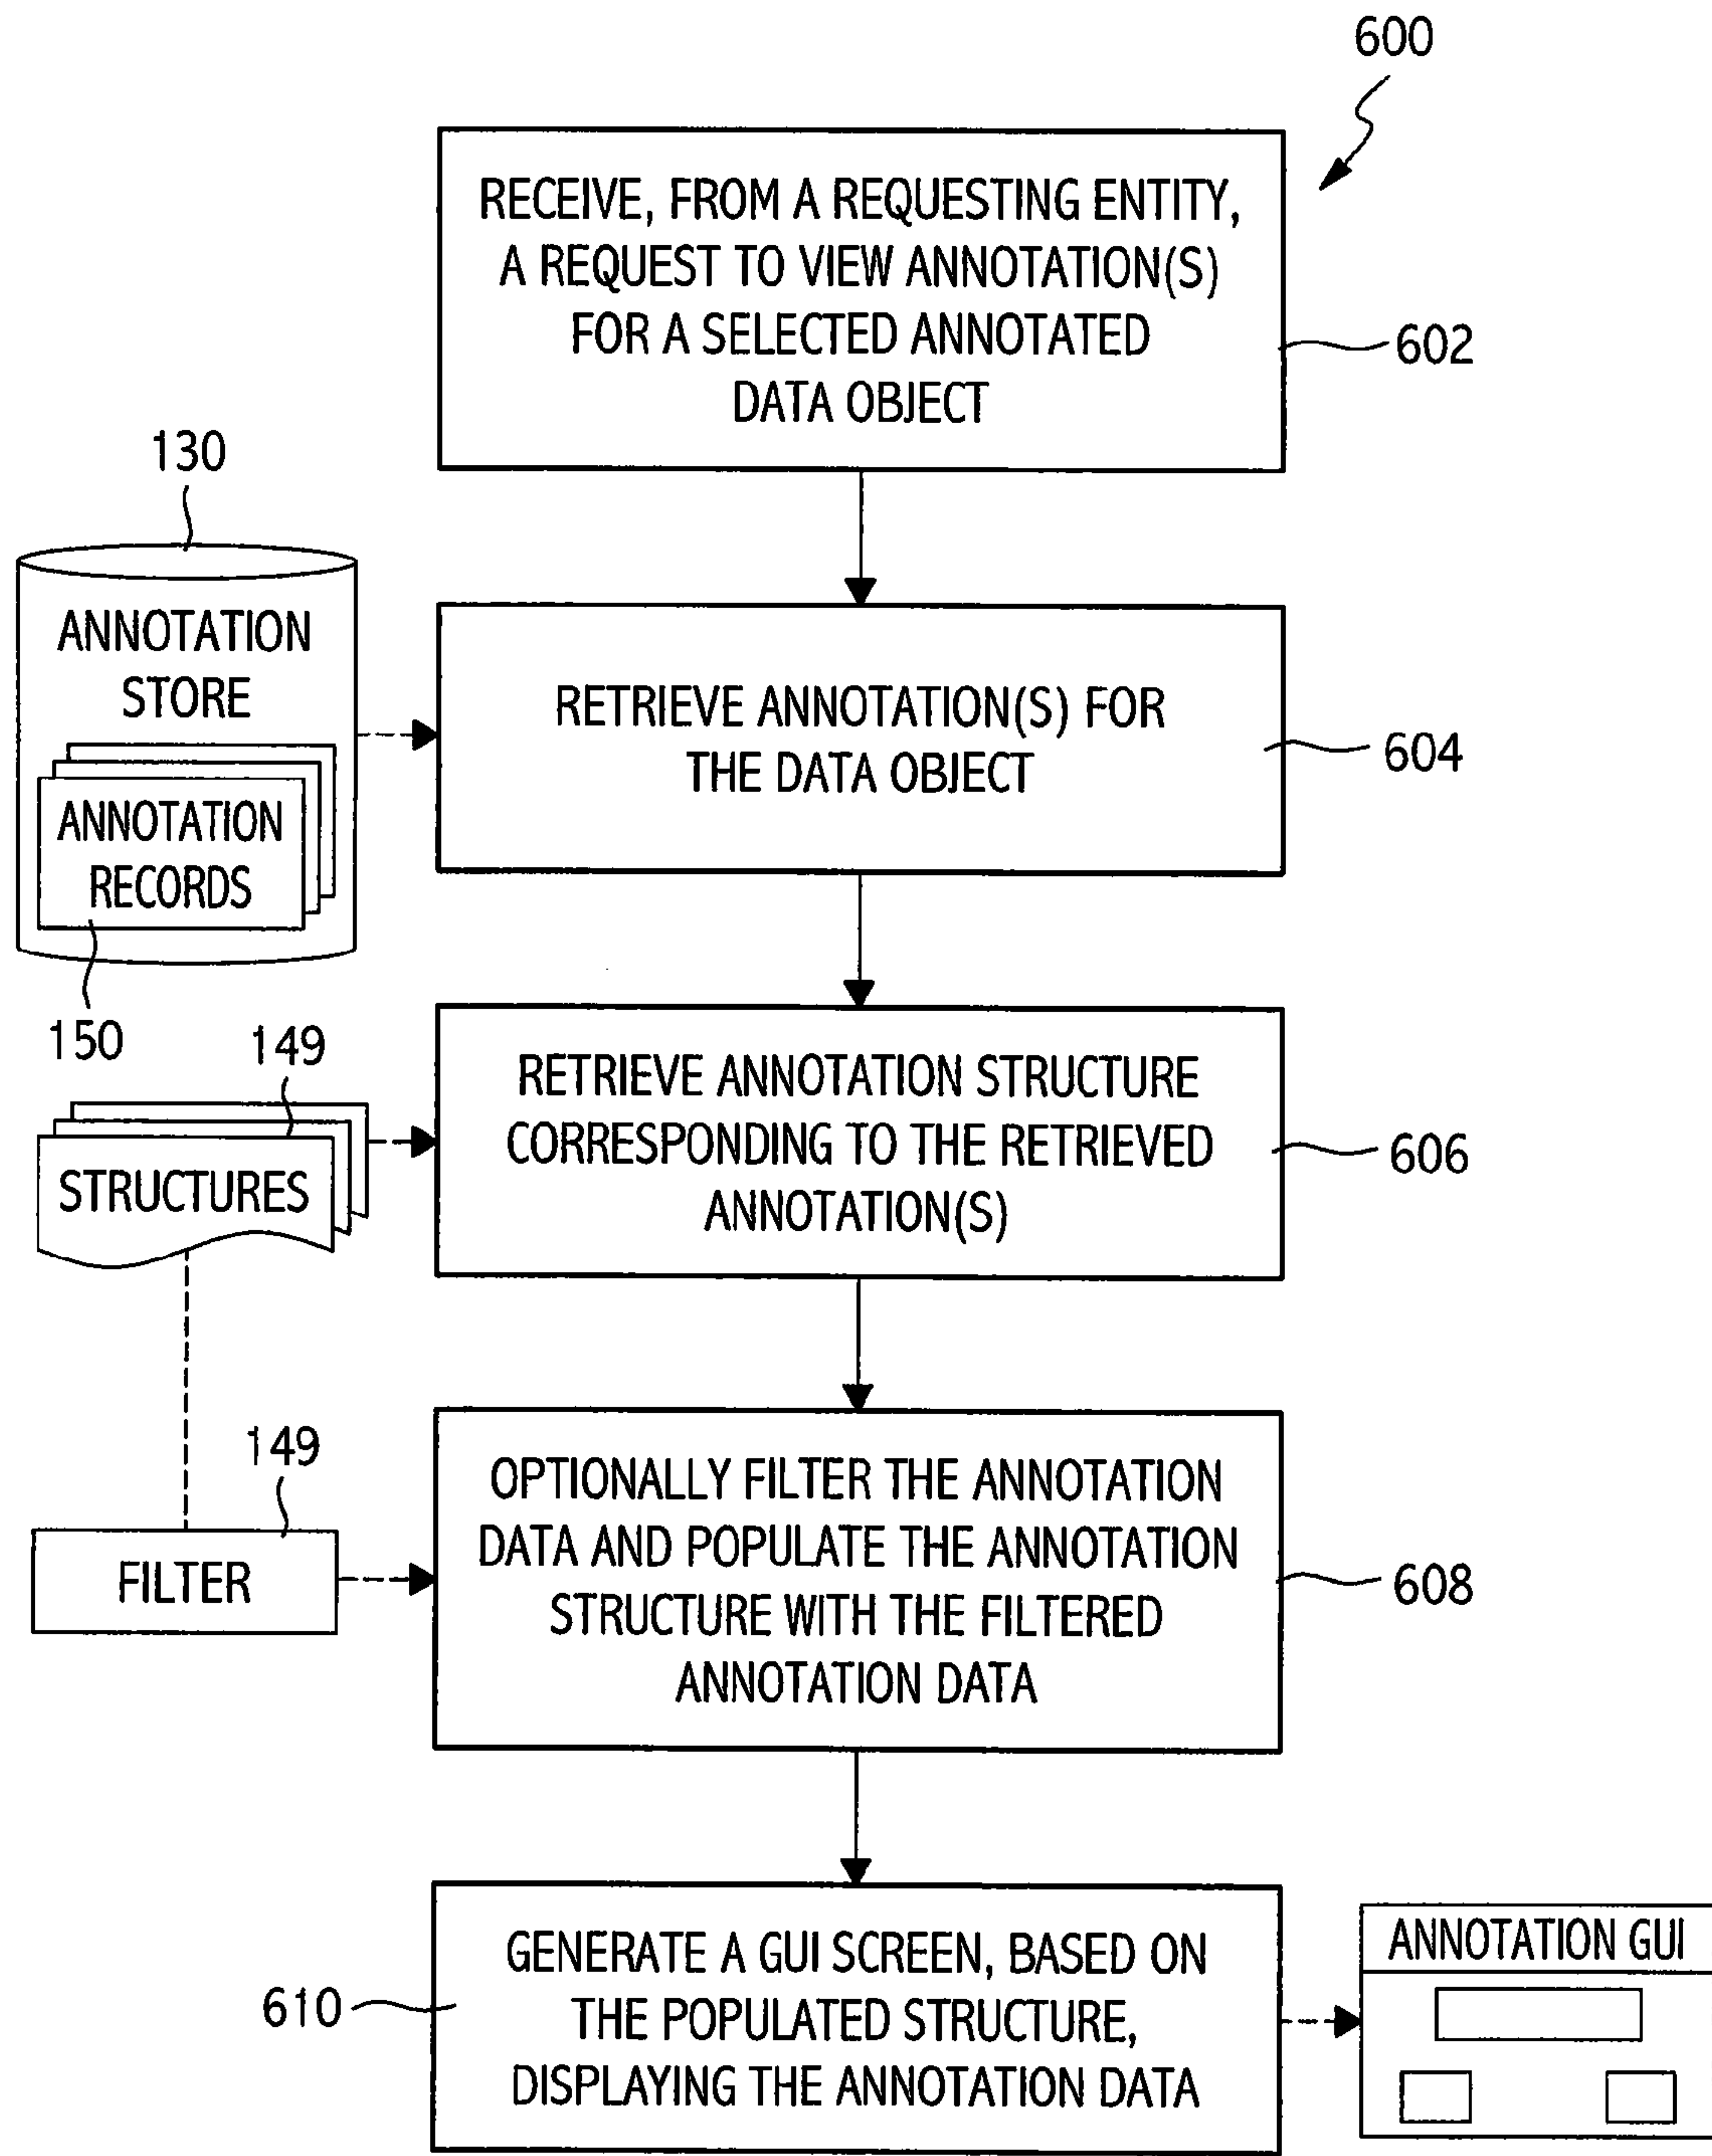 600
RECEIVE, FROM A REQUESTING ENTITY,
A REQUEST TO VIEW ANNOTATION(S)
FOR A SELECTED ANNOTATED
DATA OBJECT
602
130
ANNOTATION
STORE
ANNOTATION
RECORDS
150
RETRIEVE ANNOTATION(S) FOR
THE DATA OBJECT
604
149
STRUCTURES
RETRIEVE ANNOTATION STRUCTURE
CORRESPONDING TO THE RETRIEVED
ANNOTATION(S)
606
149
FILTER
OPTIONALLY FILTER THE ANNOTATION
DATA AND POPULATE THE ANNOTATION
STRUCTURE WITH THE FILTERED
ANNOTATION DATA
608
610
GENERATE A GUI SCREEN, BASED ON
THE POPULATED STRUCTURE,
DISPLAYING THE ANNOTATION DATA
ANNOTATION GUI